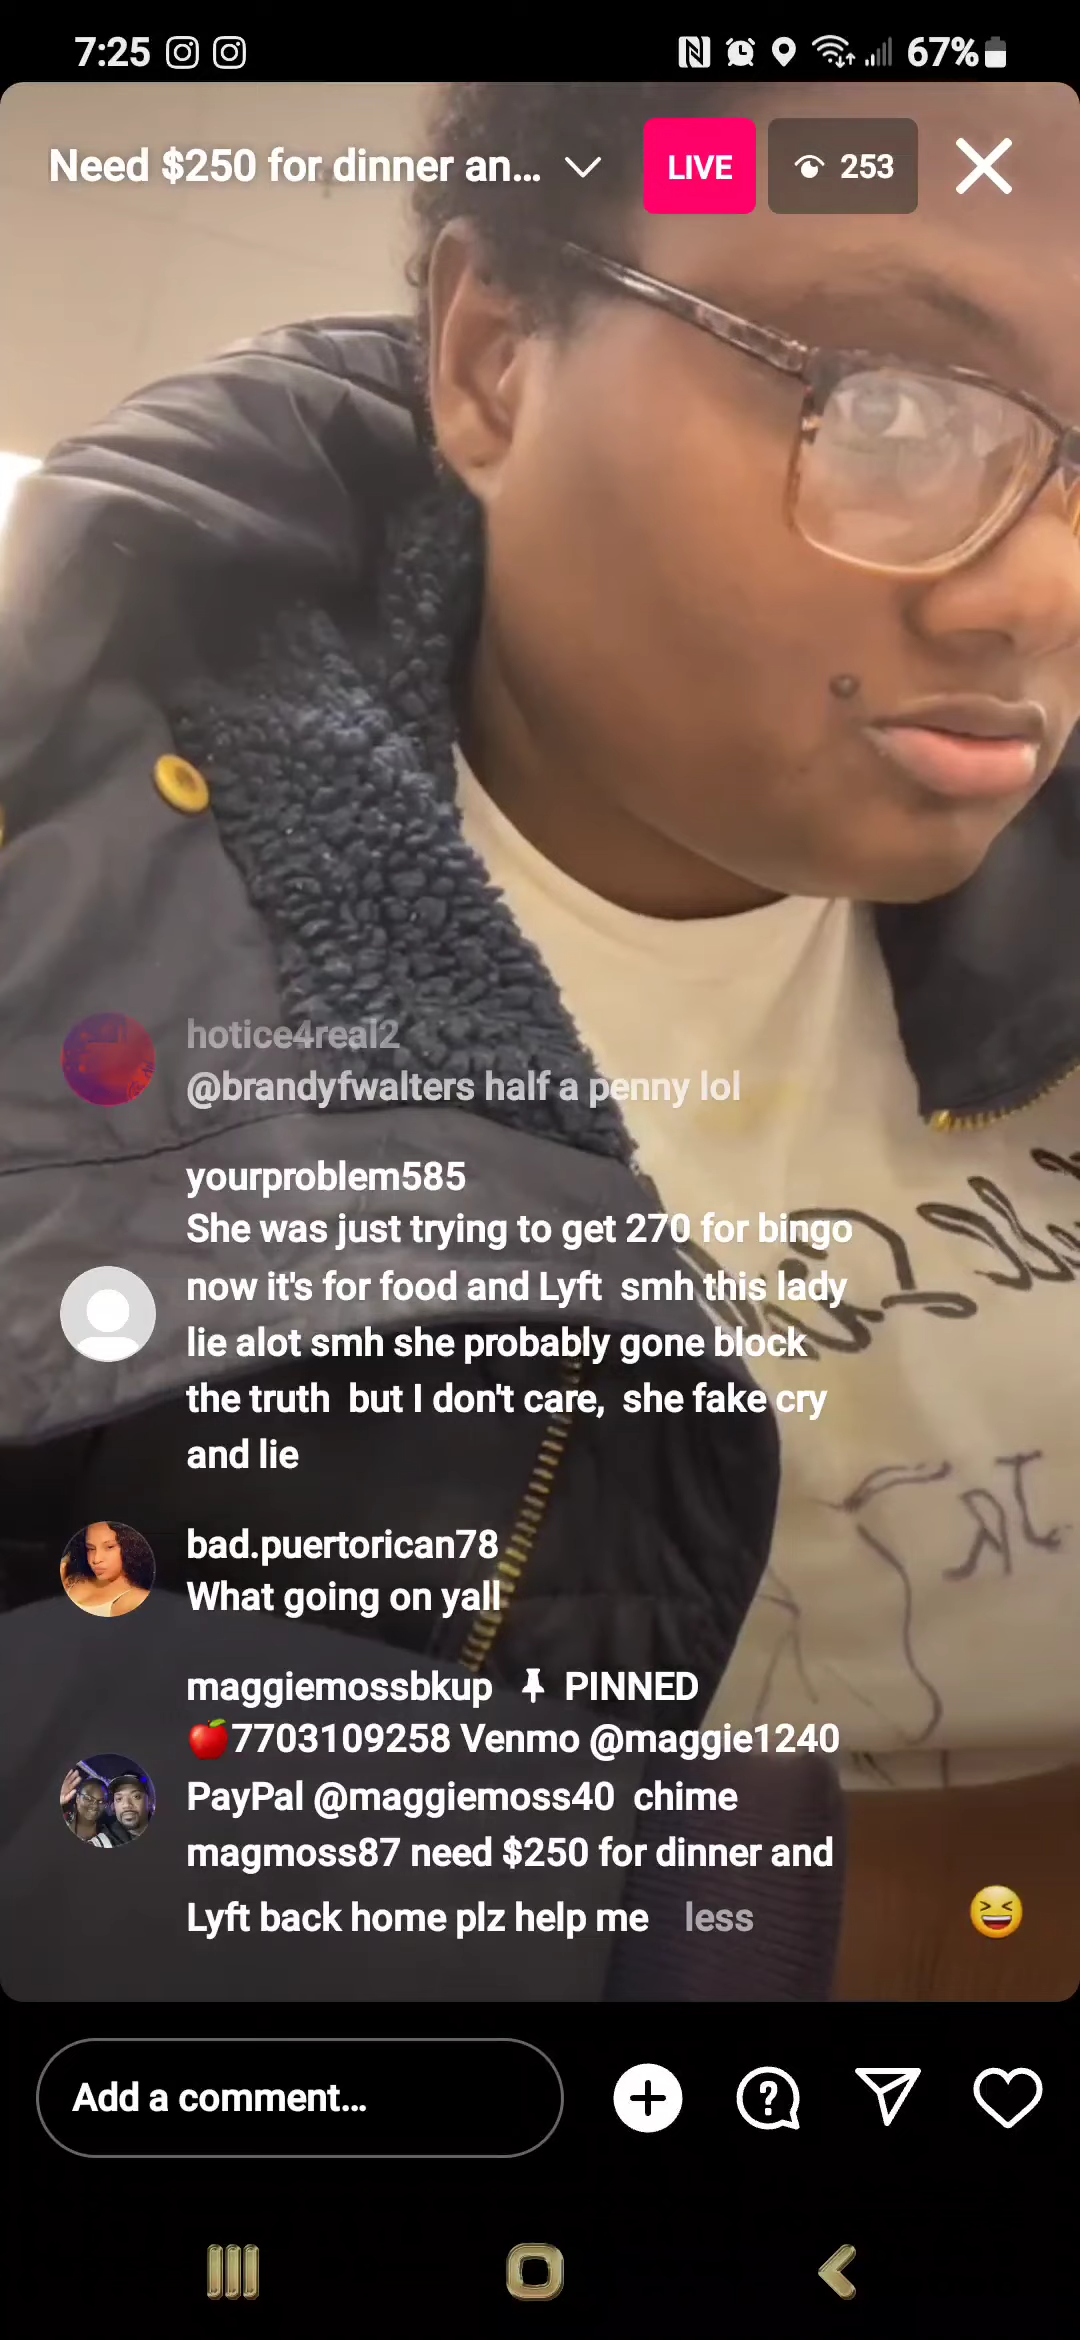 7:25
67%
Need $250 for dinner an...
LIVE
253
hotice4real2
@brandyfwalters half a penny lol
yourproblem585
She was just trying to get 270 for bingo
now it's for food and Lyft  smh this lady
lie alot smh she probably gone block
the truth  but I don't care,  she fake cry
and lie
bad.puertorican78
What going on yall
maggiemossbkup PINNED
🍎7703109258 Venmo @maggie1240
PayPal @maggiemoss40  chime
magmoss87 need $250 for dinner and
Lyft back home plz help me less
Add a comment...